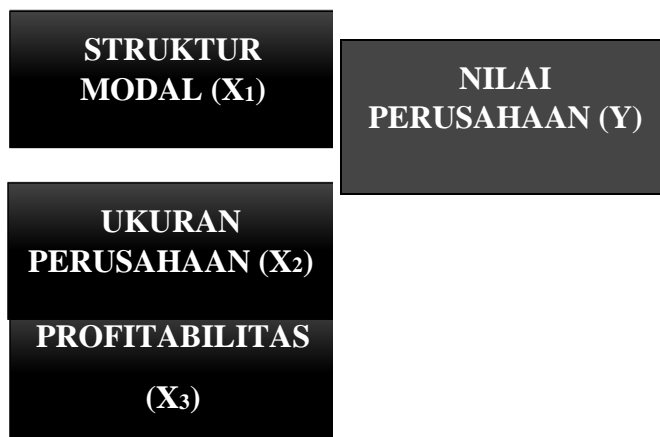 STRUKTUR
MODAL (X1)
NILAI
PERUSAHAAN (Y)
UKURAN
PERUSAHAAN (X2)
PROFITABILITAS
(X3)